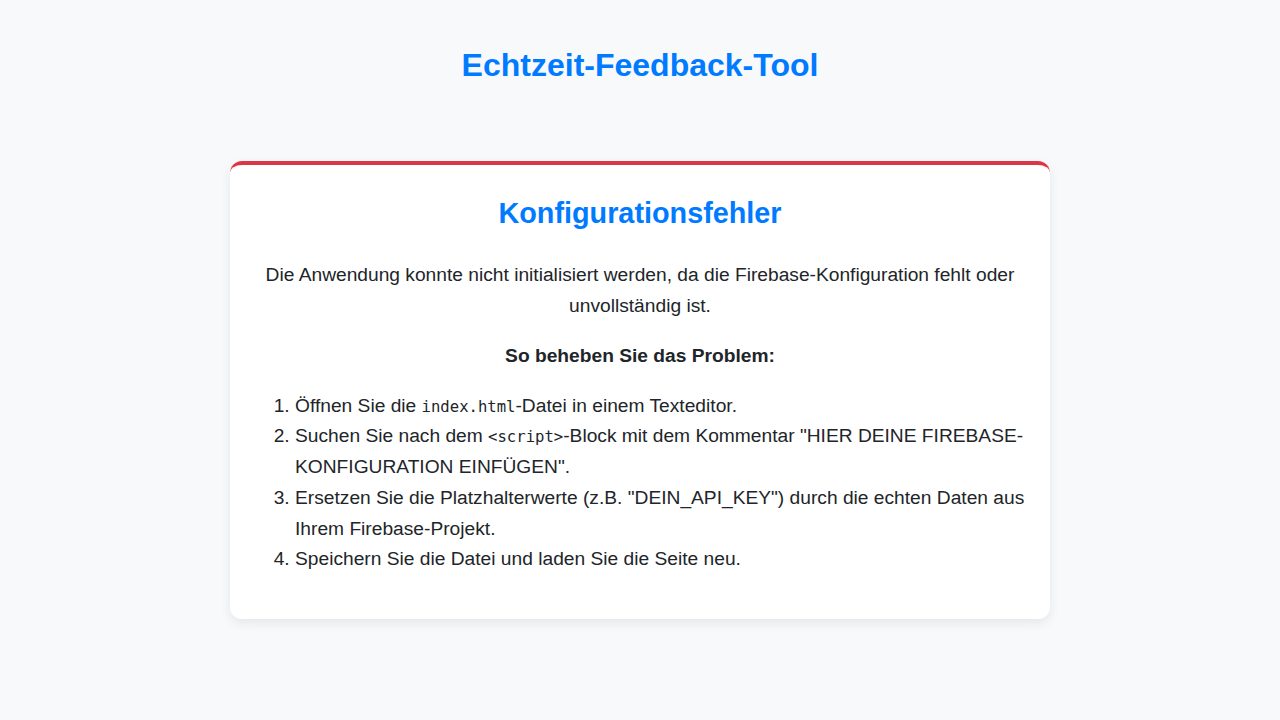 Echtzeit-Feedback-Tool
Konfigurationsfehler
Die Anwendung konnte nicht initialisiert werden, da die Firebase-Konfiguration fehlt oder
unvollständig ist.
So beheben Sie das Problem:
1. Öffnen Sie die index.html-Datei in einem Texteditor.
2. Suchen Sie nach dem <script>-Block mit dem Kommentar "HIER DEINE FIREBASE-
KONFIGURATION EINFÜGEN".
3. Ersetzen Sie die Platzhalterwerte (z.B. "DEIN_API_KEY") durch die echten Daten aus
Ihrem Firebase-Projekt.
4. Speichern Sie die Datei und laden Sie die Seite neu.